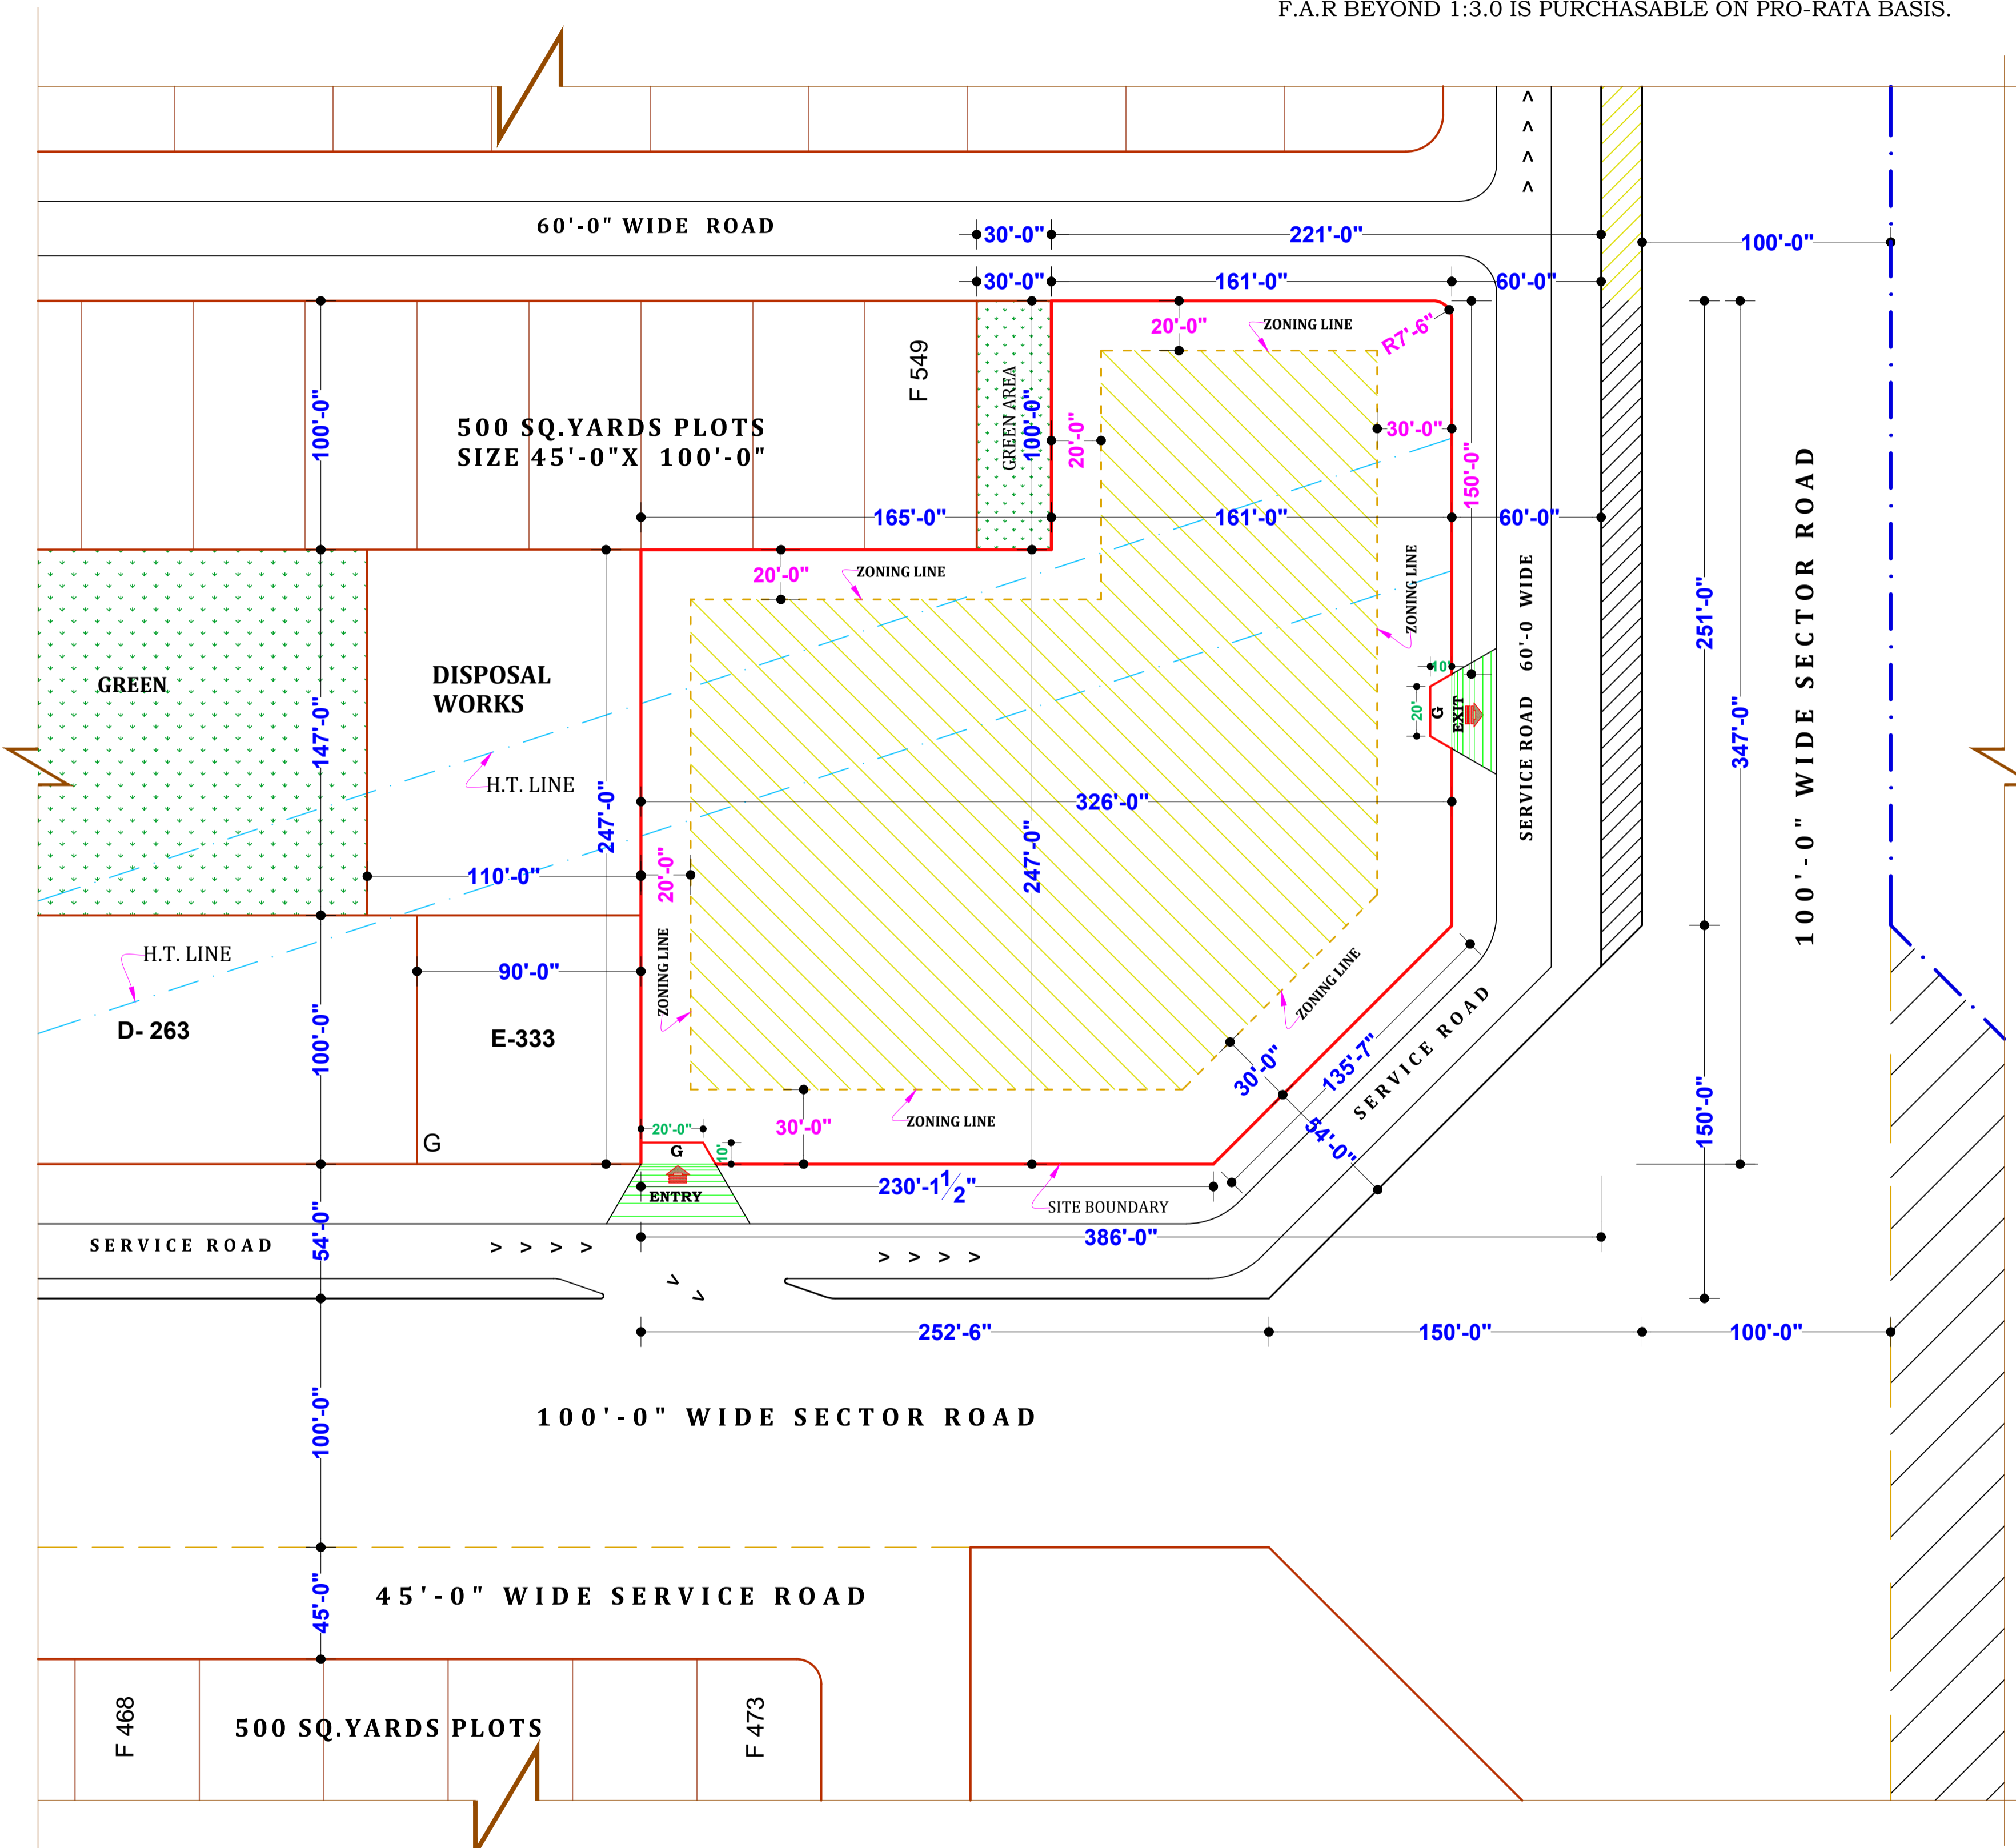 F.A.R BEYOND 1:3.0 IS PURCHASABLE ON PRO-RATA BASIS.
60'-0" WIDE ROAD
30'-0"
221'-0"
100'-0"
30'-0"
161'-0"
60'-0"
20'-0"
ZONING LINE
R7'-6"
F 549
GREEN AREA
100'-0"
100'-0"
500 SQ.YARDS PLOTS
SIZE 45'-0"X 100'-0"
20'-0"
30'-0"
150'-0"
165'-0"
161'-0"
60'-0"
20'-0"
ZONING LINE
ZONING LINE
SERVICE ROAD 60'-0 WIDE
251'-0"
347'-0"
100'-0" WIDE SECTOR ROAD
GREEN
DISPOSAL
WORKS
147'-0"
H.T. LINE
247'-0"
10'
20'
G
EXIT
326'-0"
247'-0"
110'-0"
20'-0"
H.T. LINE
90'-0"
ZONING LINE
ZONING LINE
D- 263
E-333
100'-0"
30'-0"
135'-7"
SERVICE ROAD
54'-0"
150'-0"
G
20'-0"
10'
G
ENTRY
30'-0"
ZONING LINE
230'-1 1/2"
SITE BOUNDARY
386'-0"
54'-0"
SERVICE ROAD
> > > >
> > > >
252'-6"
150'-0"
100'-0"
100'-0"
100'-0" WIDE SECTOR ROAD
45'-0"
45'-0" WIDE SERVICE ROAD
F 468
500 SQ.YARDS PLOTS
F 473